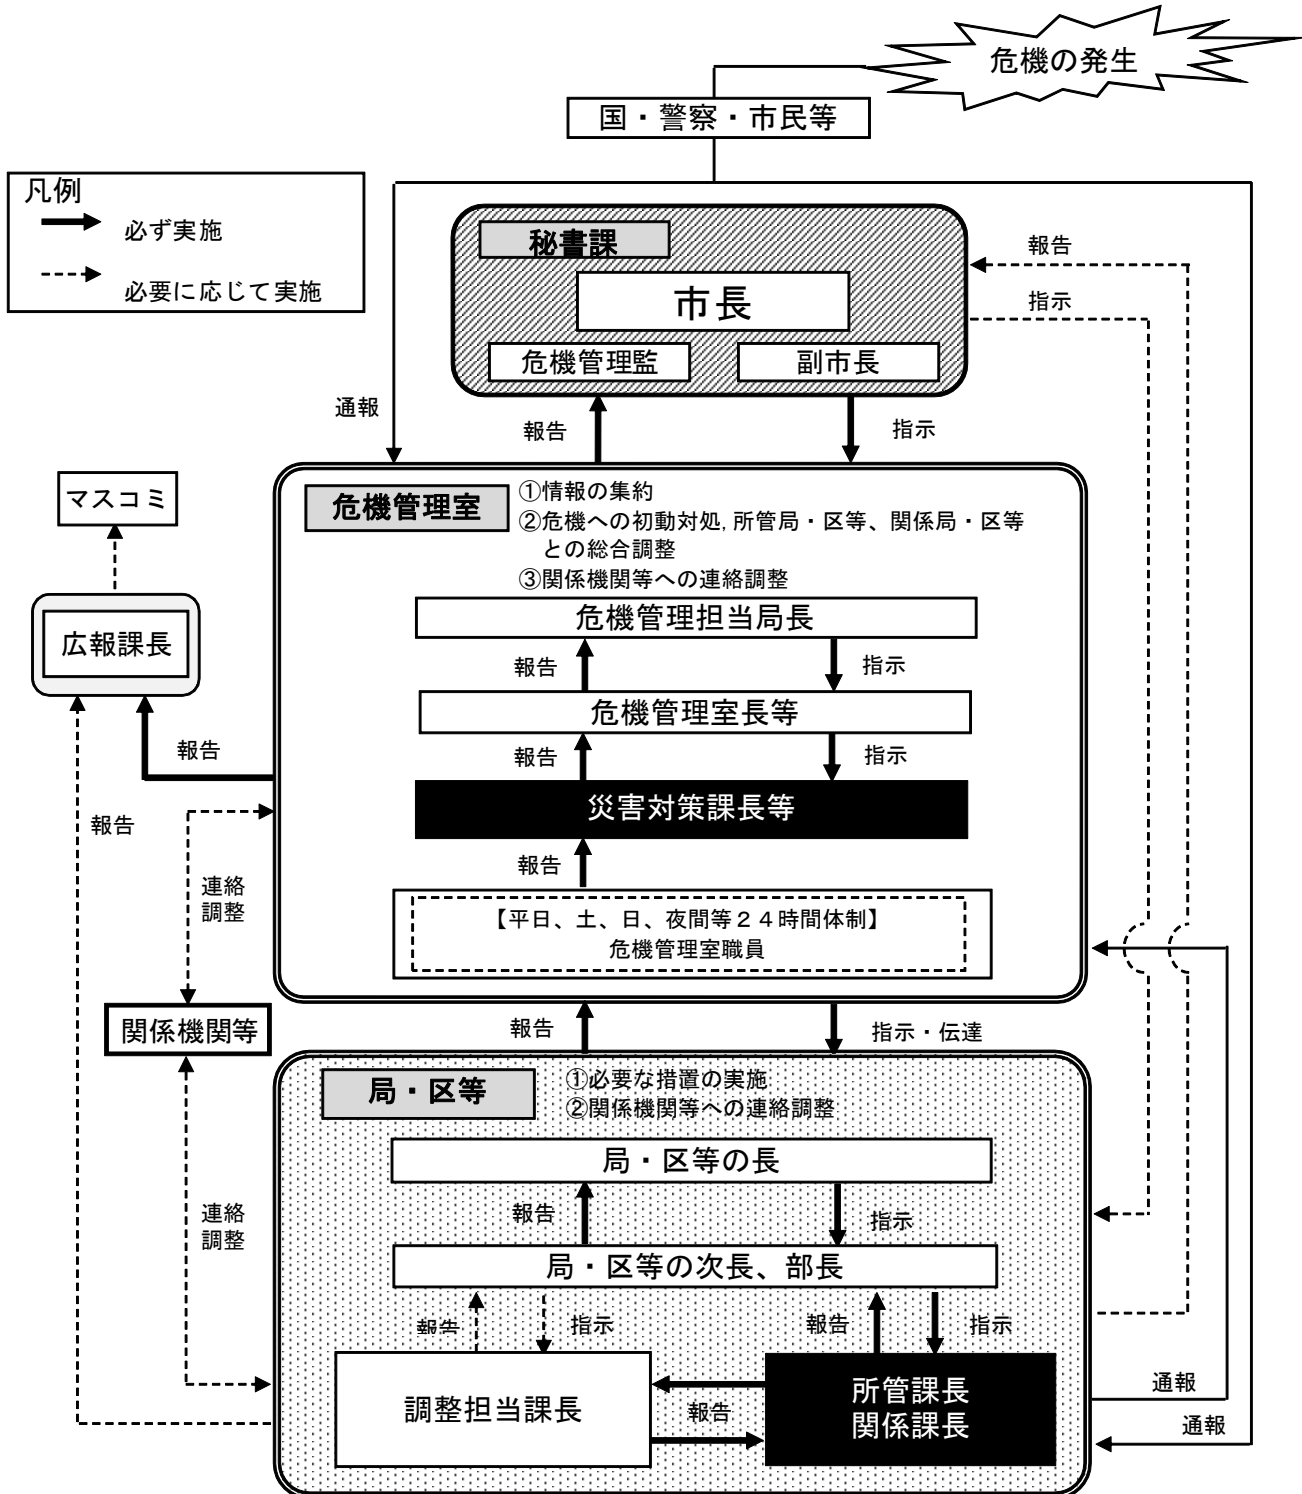 危機の発生
国・警察・市民等
凡例
必ず実施
必要に応じて実施
秘書課
市長
危機管理監
副市長
報告
指示
通報
報告
指示
マスコミ
広報課長
危機管理室
①情報の集約
②危機への初動対処,所管局・区等、関係局・区等
との総合調整
③関係機関等への連絡調整
危機管理担当局長
報告
指示
危機管理室長等
報告
指示
災害対策課長等
報告
【平日、土、日、夜間等24時間体制】
危機管理室職員
報告
報告
連絡
調整
関係機関等
報告
指示・伝達
局・区等
①必要な措置の実施
②関係機関等への連絡調整
局・区等の長
報告
指示
連絡
調整
局・区等の次長、部長
報告
指示
報告
指示
調整担当課長
報告
所管課長
関係課長
通報
通報